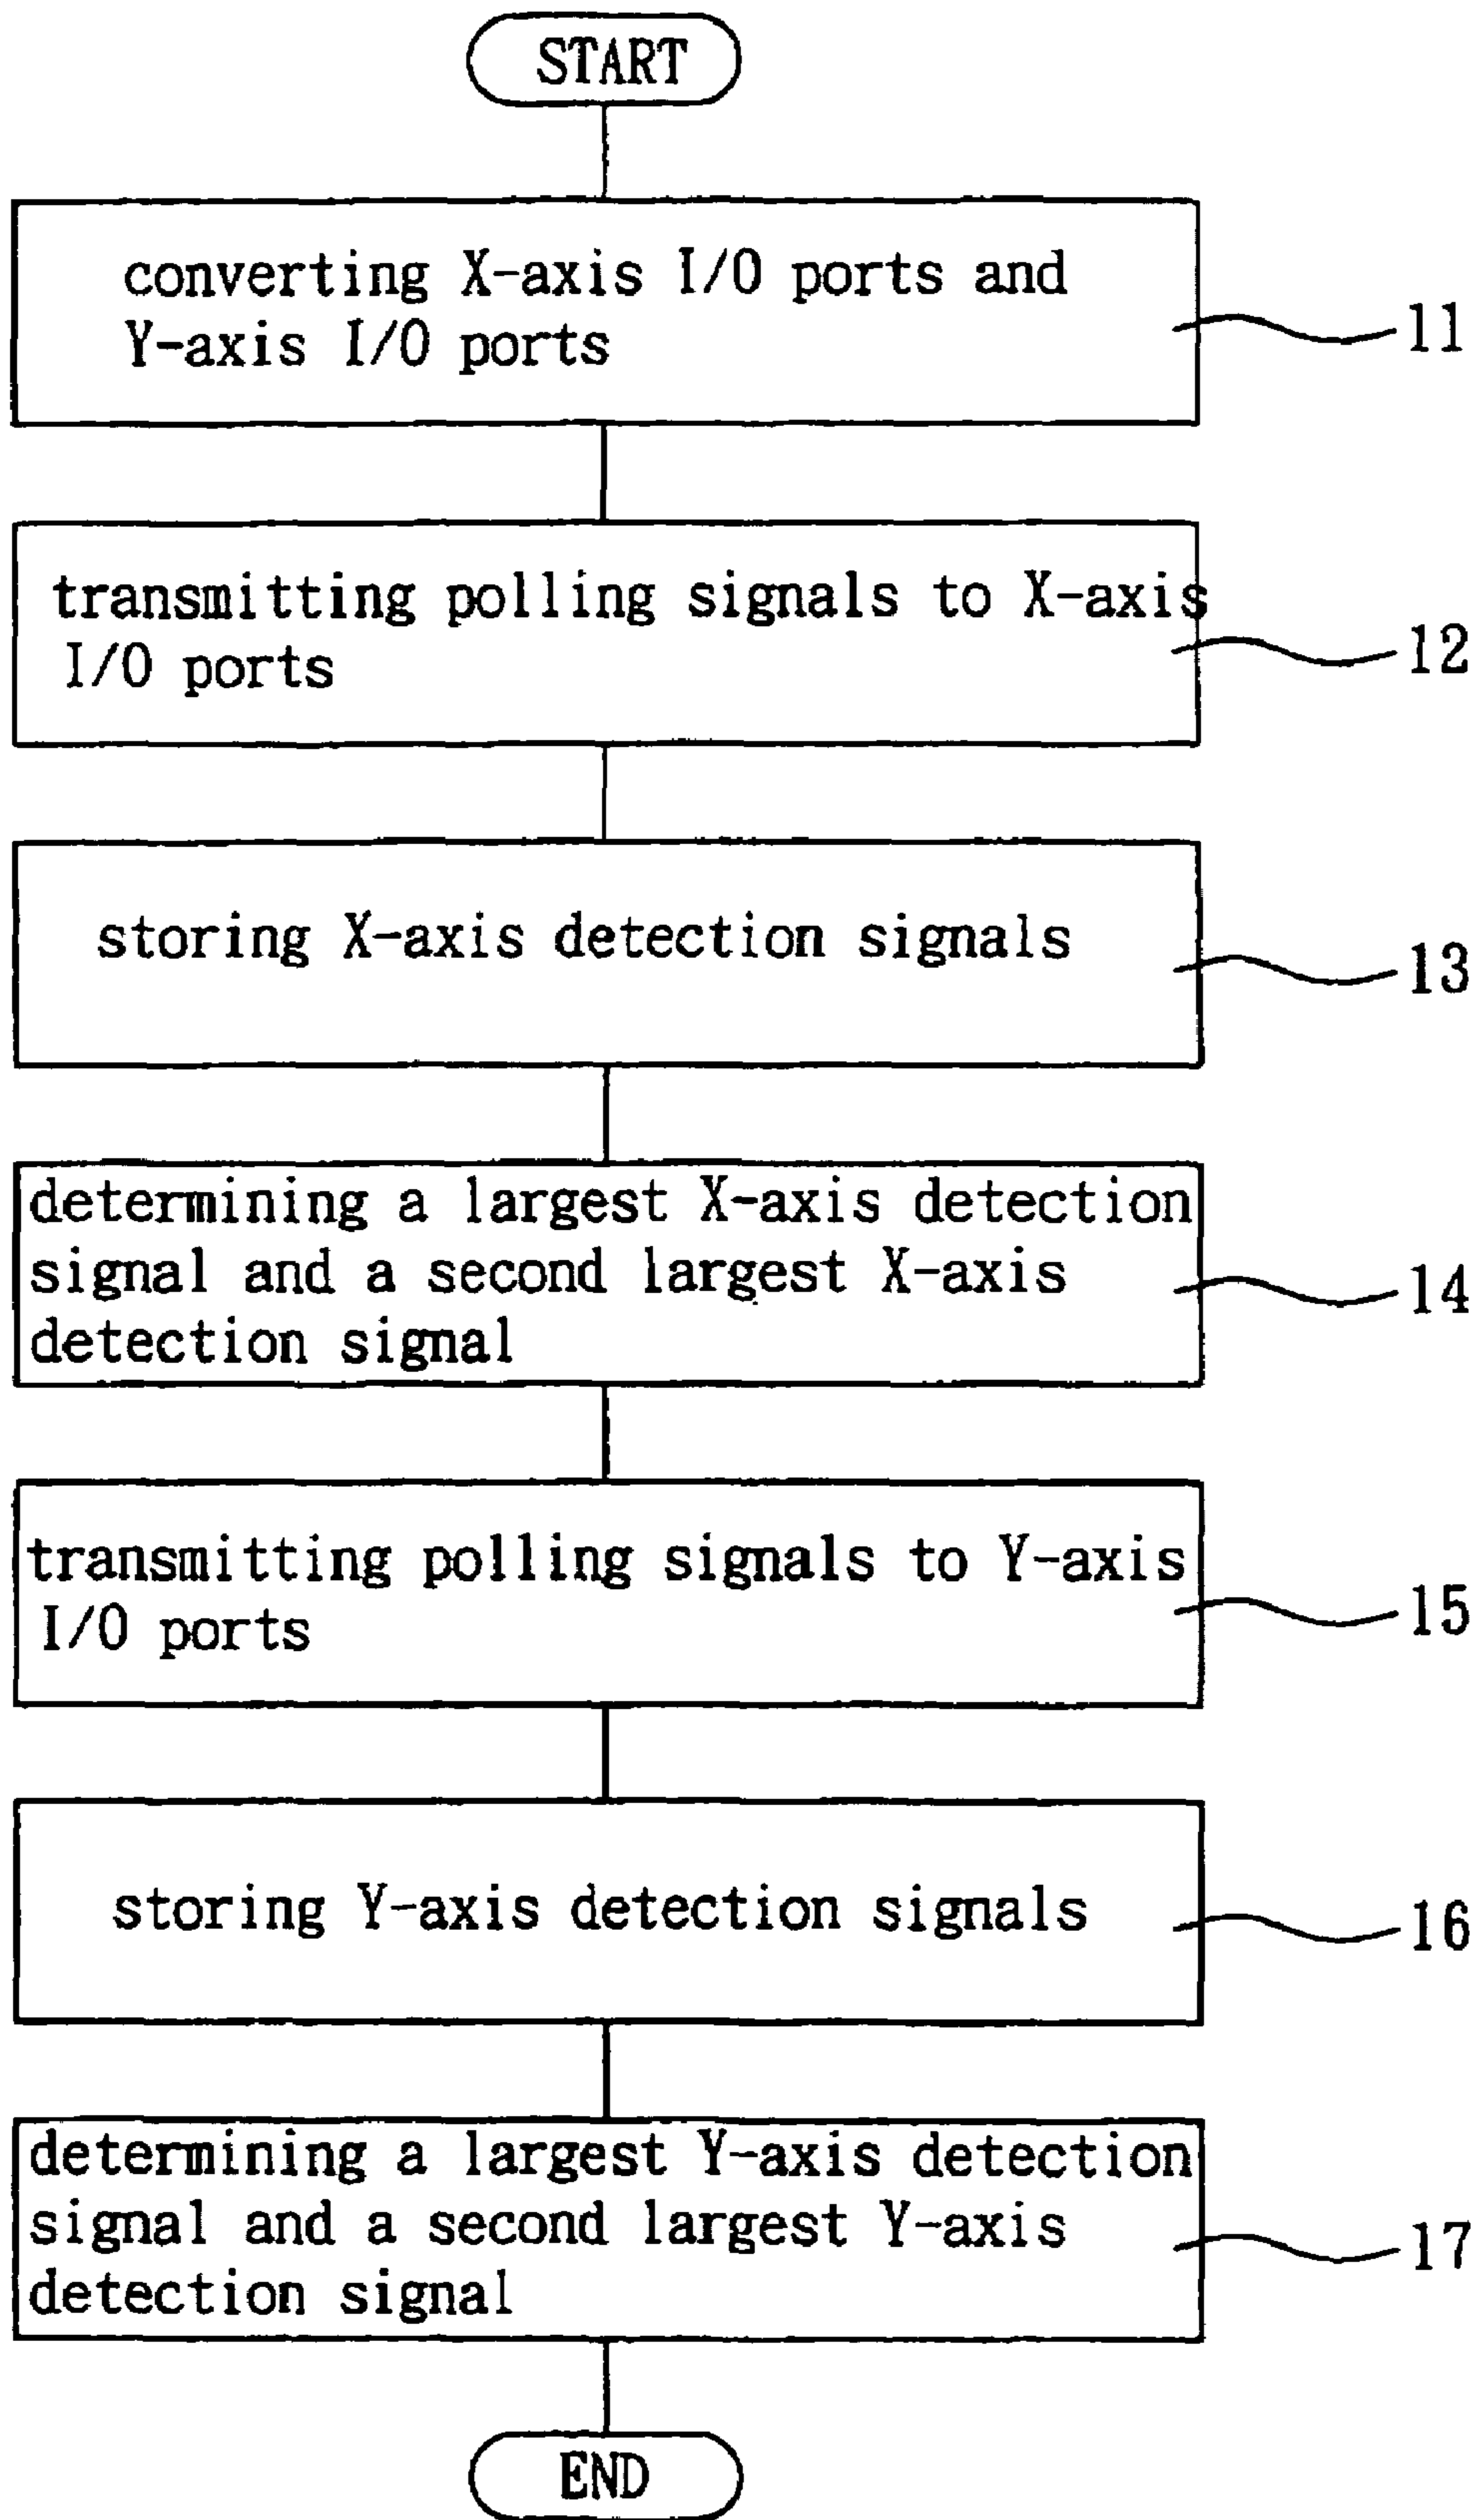 START
converting X-axis I/O ports and
Y-axis I/O ports
11
transmitting polling signals to X-axis
I/O ports
12
storing X-axis detection signals
13
determining a largest X-axis detection
signal and a second largest X-axis
detection signal
14
transmitting polling signals to Y-axis
I/O ports
15
storing Y-axis detection signals
16
determining a largest Y-axis detection
signal and a second largest Y-axis
detection signal
17
END